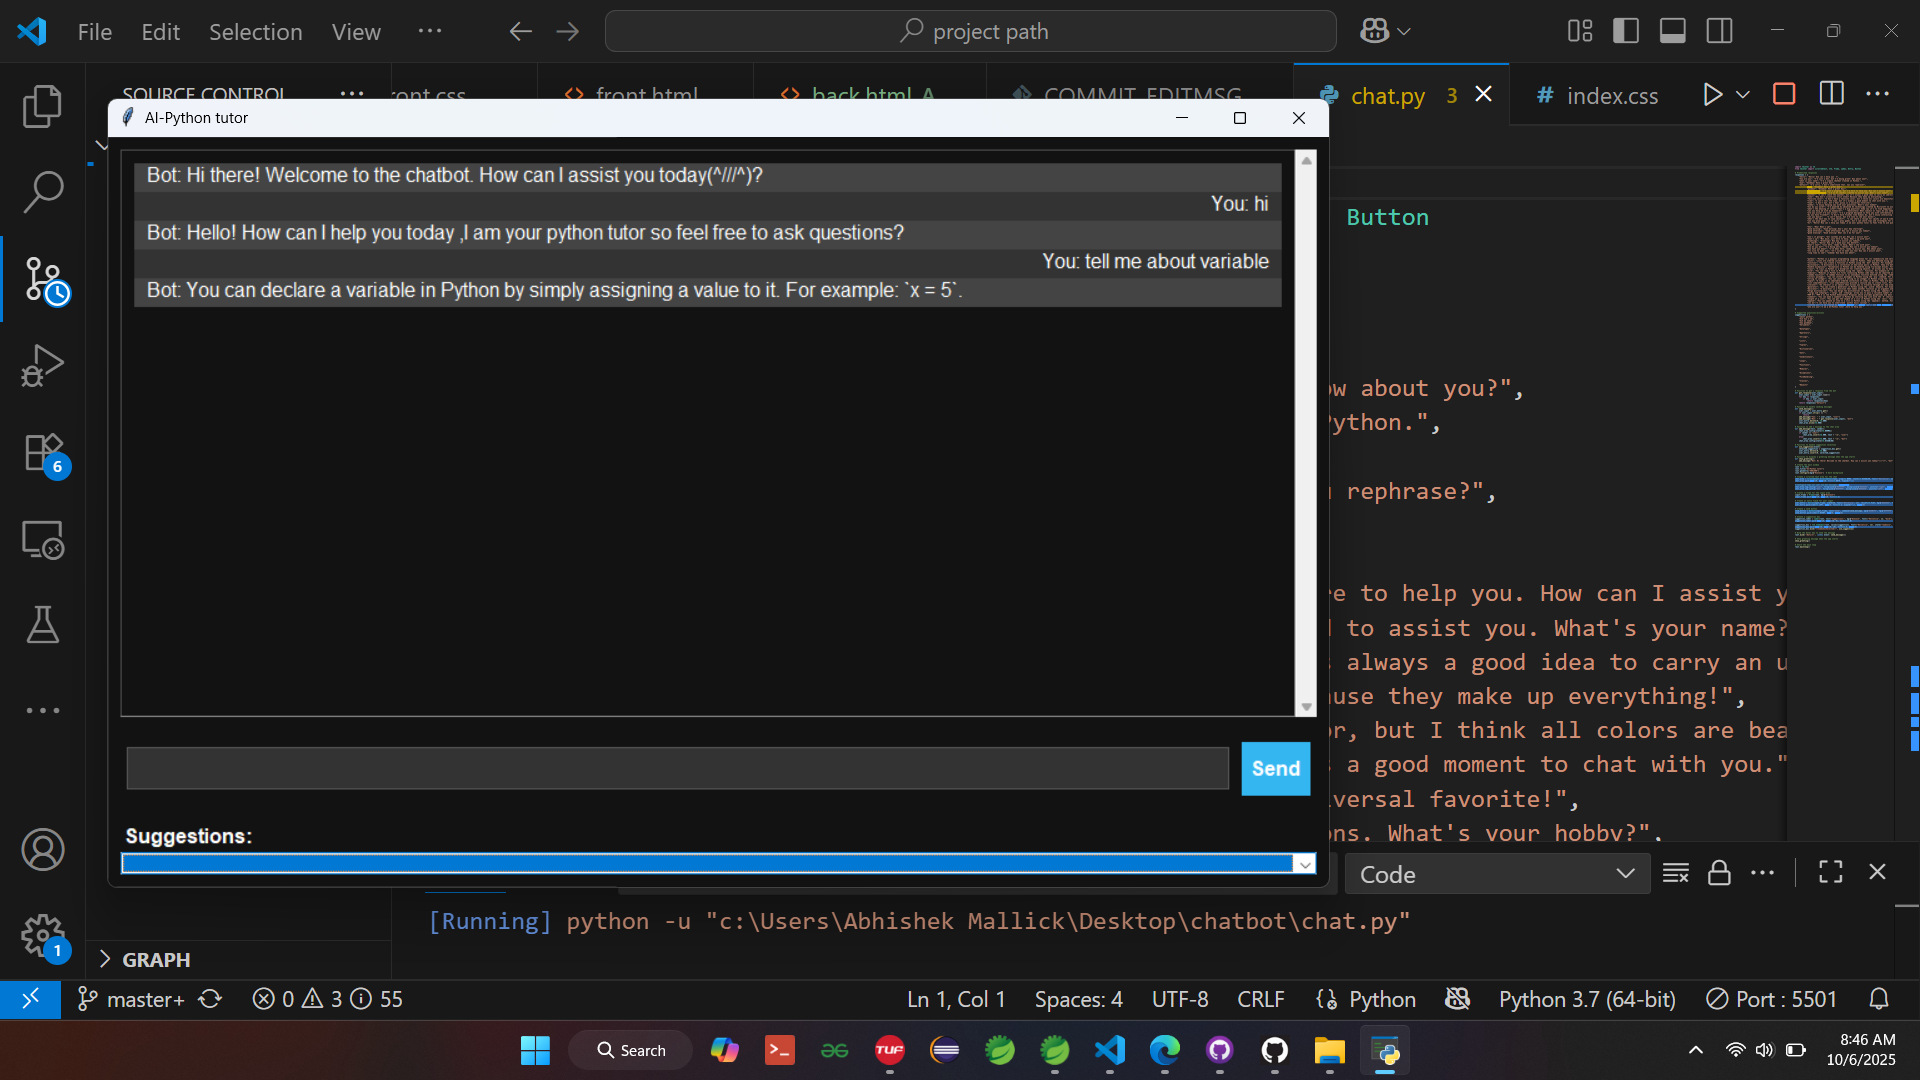 File Edit Selection View ··· project path
SOURCE CONTROL ··· ront.css front.html back.html A COMMIT_EDITMSG chat.py 3 index.css
AI-Python tutor
Bot: Hi there! Welcome to the chatbot. How can I assist you today(^///^)?
You: hi
Button
Bot: Hello! How can I help you today ,I am your python tutor so feel free to ask questions?
You: tell me about variable
Bot: You can declare a variable in Python by simply assigning a value to it. For example: `x = 5`.
ow about you?",
Python.",
6
rephrase?",
re to help you. How can I assist y
to assist you. What's your name?
always a good idea to carry an u
use they make up everything!",
or, but I think all colors are bea
Send
a good moment to chat with you."
versal favorite!",
ons. What's your hobby?",
Suggestions:
Code
[Running] python -u "c:\Users\Abhishek Mallick\Desktop\chatbot\chat.py"
1
GRAPH
master+ 0 3 55 Ln 1, Col 1 Spaces: 4 UTF-8 CRLF Python Python 3.7 (64-bit) Port : 5501
Search
TUF
8:46 AM
10/6/2025